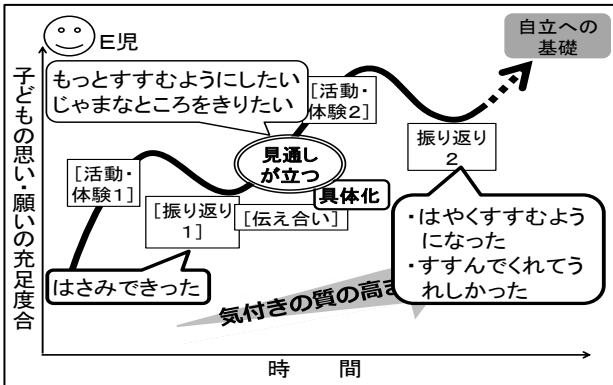 E児
自立への
基礎
もっとすすむようにしたい
じゃまなところをきりたい
[活動・
体験2]
見通し
が立つ
具体化
[活動・
体験1]
[振り返り
1]
[伝え合い]
振り返り
2
はさみできった
・はやくすすむよう
になった
・すすんでくれてう
れしかった
気付きの質の高ま
子どもの思い・願いの充足度合
時　間